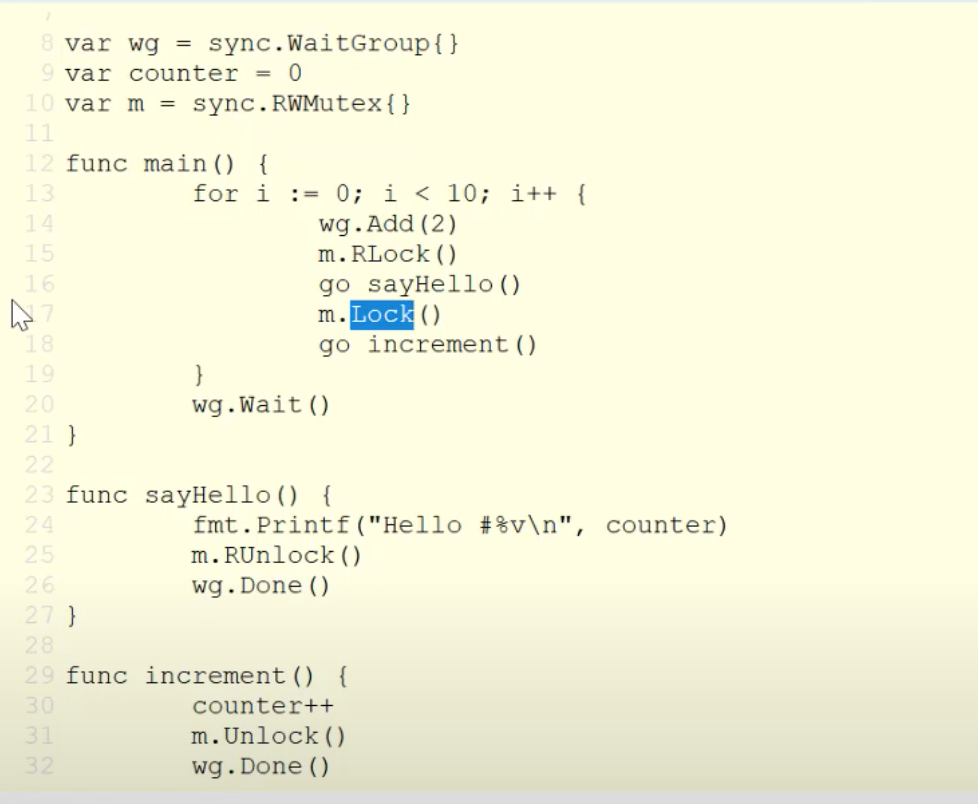 7
8 var wg = sync.WaitGroup{}
9 var counter = 0
10 var m = sync.RWMutex{}
11
12 func main() {
13         for i := 0; i < 10; i++ {
14                 wg.Add(2)
15                 m.RLock()
16                 go sayHello()
17                 m.Lock()
18                 go increment()
19         }
20         wg.Wait()
21 }
22
23 func sayHello() {
24         fmt.Printf("Hello #%v\n", counter)
25         m.RUnlock()
26         wg.Done()
27 }
28
29 func increment() {
30         counter++
31         m.Unlock()
32         wg.Done()